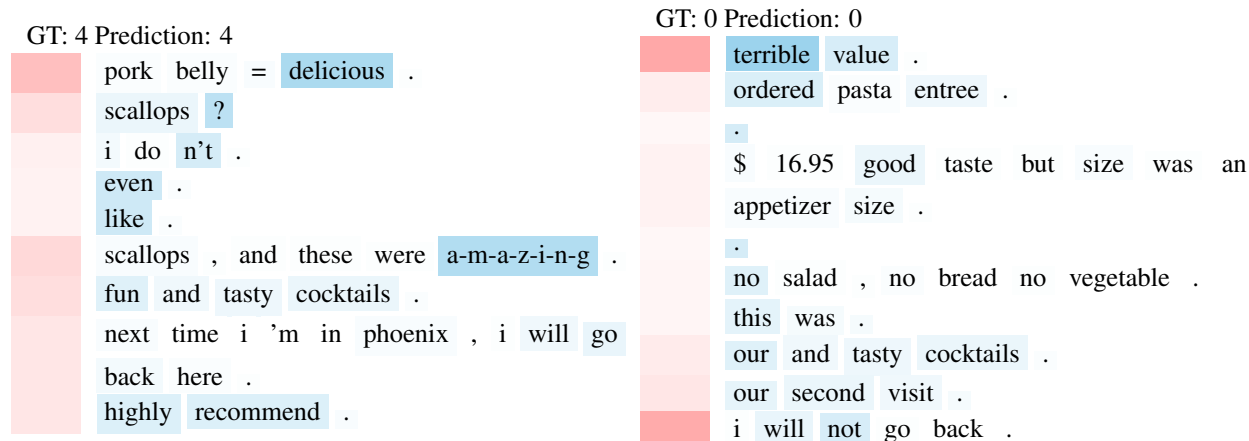 GT: 4 Prediction: 4
pork belly = delicious .
scallops ?
i do n't .
even .
like .
scallops , and these were a-m-a-z-i-n-g .
fun and tasty cocktails .
next time i 'm in phoenix , i will go
back here .
highly recommend .
GT: 0 Prediction: 0
terrible value .
ordered pasta entree .
.
$ 16.95 good taste but size was an
appetizer size .
.
no salad , no bread no vegetable .
this was .
our and tasty cocktails .
our second visit .
i will not go back .